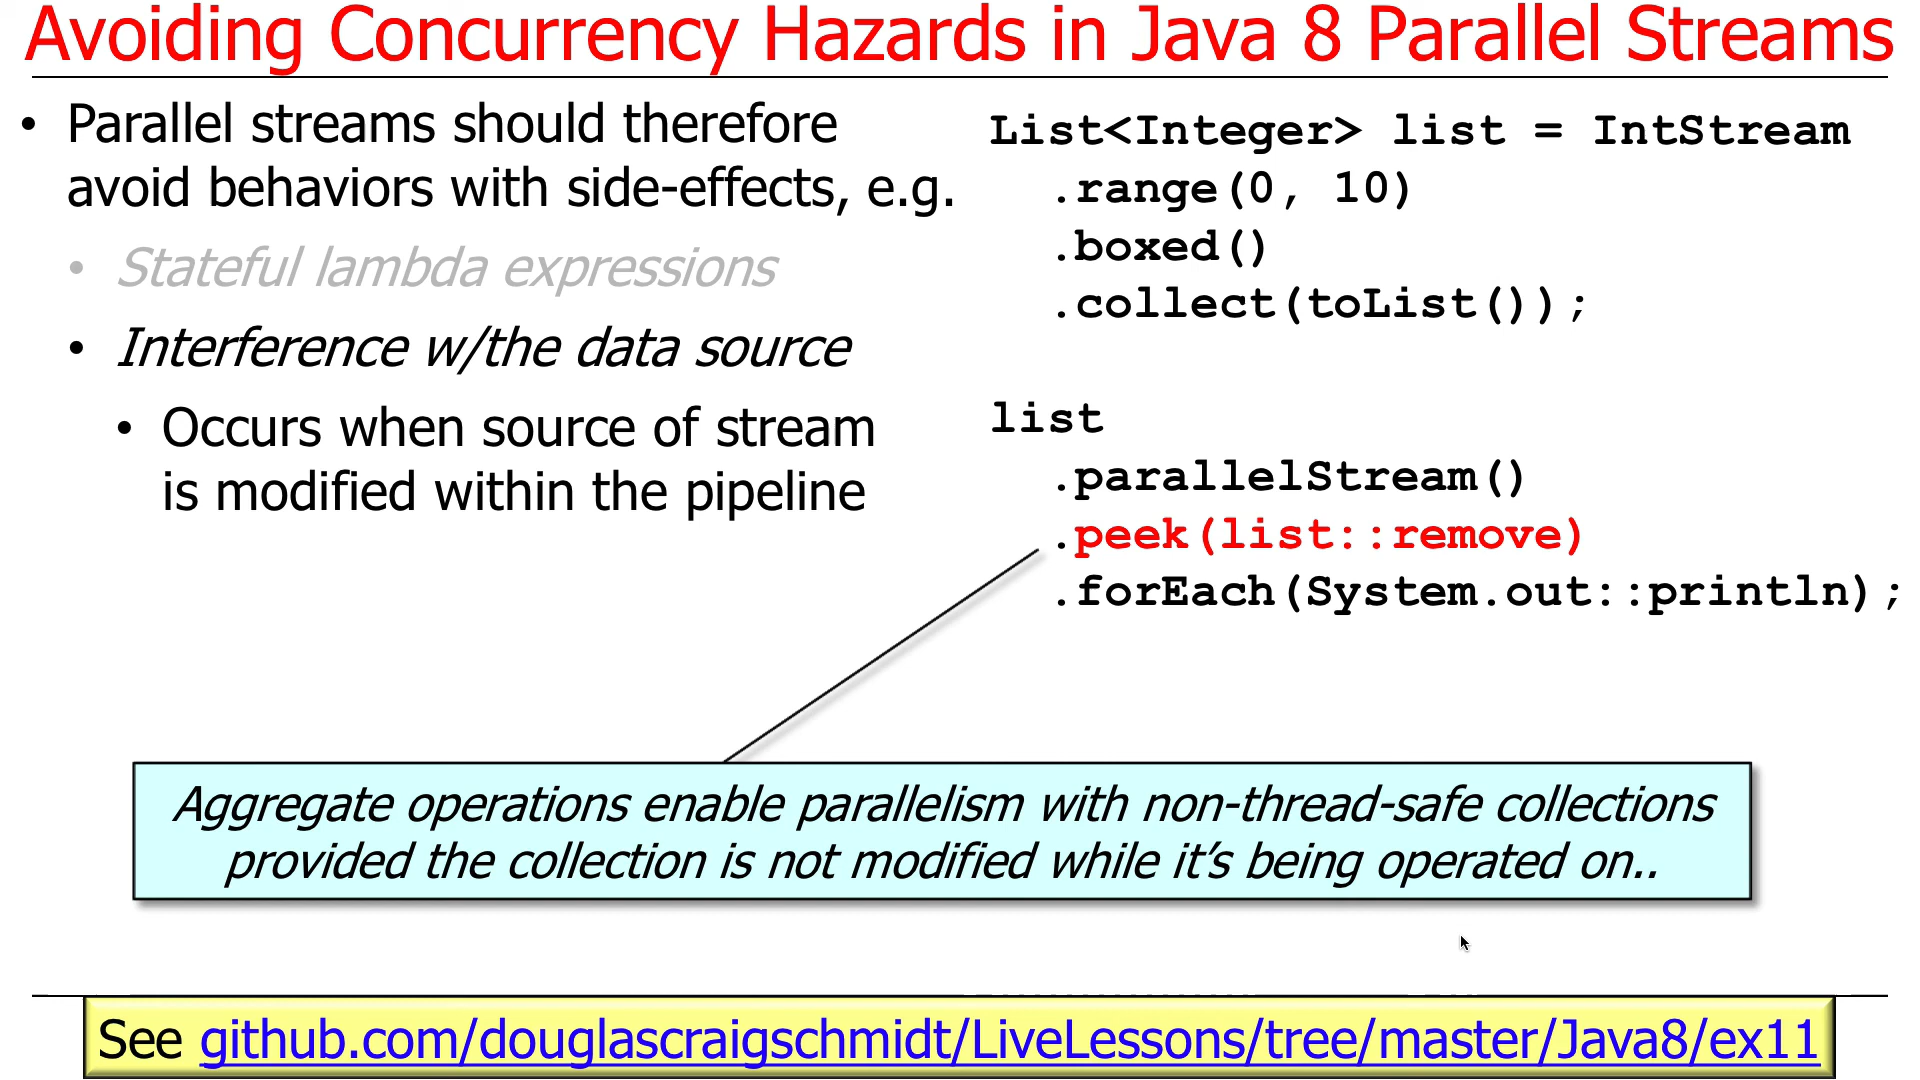 Avoiding Concurrency Hazards in Java 8 Parallel Streams
• Parallel streams should therefore
avoid behaviors with side-effects, e.g.
• Stateful lambda expressions
• Interference w/the data source
• Occurs when source of stream
is modified within the pipeline
List<Integer> list = IntStream
.range(0, 10)
.boxed()
.collect(toList());
list
.parallelStream()
.peek(list::remove)
.forEach(System.out::println);
Aggregate operations enable parallelism with non-thread-safe collections
provided the collection is not modified while it’s being operated on..
See github.com/douglascraigschmidt/LiveLessons/tree/master/Java8/ex11